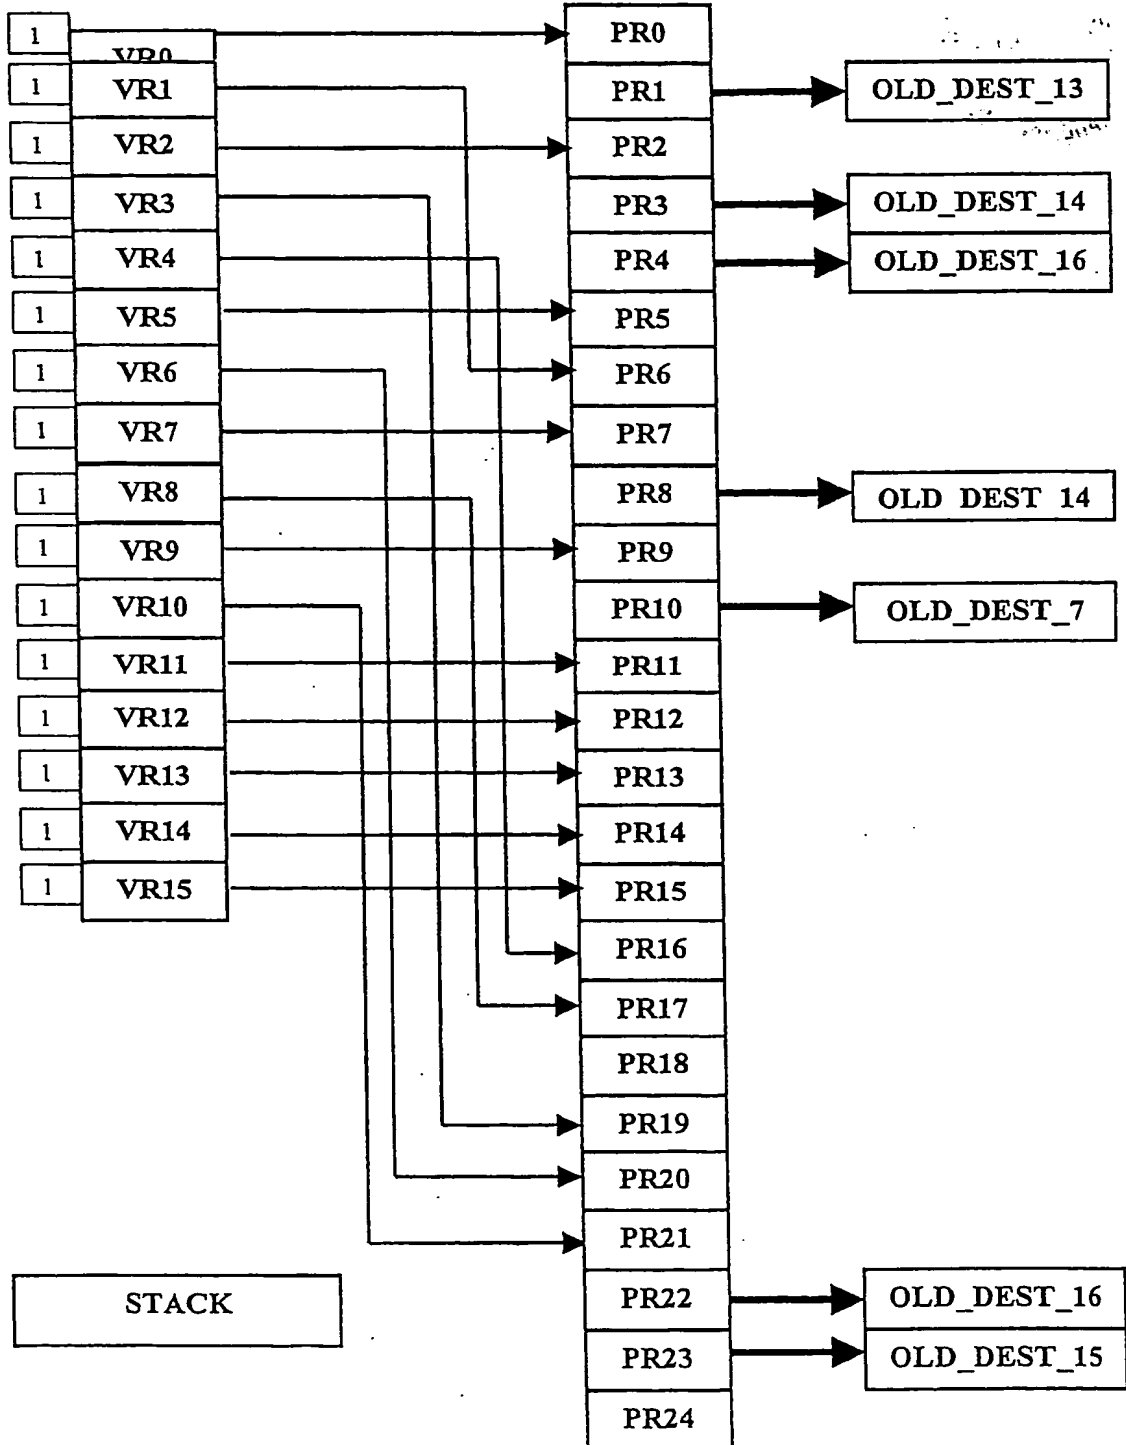 1 VR0 PR0
1 VR1 PR1 OLD_DEST_13
1 VR2 PR2
1 VR3 PR3 OLD_DEST_14
1 VR4 PR4 OLD_DEST_16
1 VR5 PR5
1 VR6 PR6
1 VR7 PR7
1 VR8 PR8 OLD DEST 14
1 VR9 PR9
1 VR10 PR10 OLD_DEST_7
1 VR11 PR11
1 VR12 PR12
1 VR13 PR13
1 VR14 PR14
1 VR15 PR15
PR16
PR17
PR18
PR19
PR20
PR21
STACK PR22 OLD_DEST_16
PR23 OLD_DEST_15
PR24